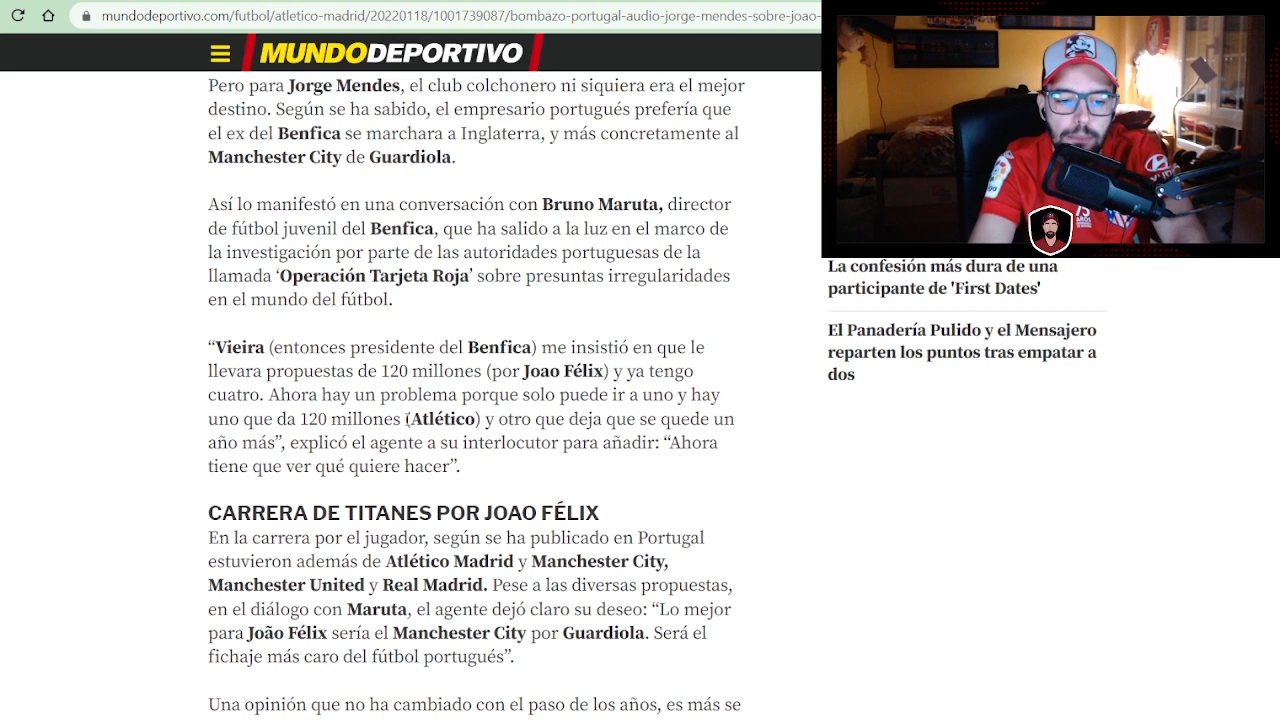 mundodeportivo.com/futbol/atletico-madrid/20220118/1001739087/bombazo-portugal-audio-jorge-mendes-sobre-joao-
MUNDODEPORTIVO
Pero para Jorge Mendes, el club colchonero ni siquiera era el mejor
destino. Según se ha sabido, el empresario portugués prefería que
el ex del Benfica se marchara a Inglaterra, y más concretamente al
Manchester City de Guardiola.
Así lo manifestó en una conversación con Bruno Maruta, director
de fútbol juvenil del Benfica, que ha salido a la luz en el marco de
la investigación por parte de las autoridades portuguesas de la
llamada ‘Operación Tarjeta Roja’ sobre presuntas irregularidades
en el mundo del fútbol.
“Vieira (entonces presidente del Benfica) me insistió en que le
llevara propuestas de 120 millones (por Joao Félix) y ya tengo
cuatro. Ahora hay un problema porque solo puede ir a uno y hay
uno que da 120 millones (Atlético) y otro que deja que se quede un
año más”, explicó el agente a su interlocutor para añadir: “Ahora
tiene que ver qué quiere hacer”.
CARRERA DE TITANES POR JOAO FÉLIX
En la carrera por el jugador, según se ha publicado en Portugal
estuvieron además de Atlético Madrid y Manchester City,
Manchester United y Real Madrid. Pese a las diversas propuestas,
en el diálogo con Maruta, el agente dejó claro su deseo: “Lo mejor
para João Félix sería el Manchester City por Guardiola. Será el
fichaje más caro del fútbol portugués”.
Una opinión que no ha cambiado con el paso de los años, es más se
La confesión más dura de una
participante de 'First Dates'
El Panadería Pulido y el Mensajero
reparten los puntos tras empatar a
dos